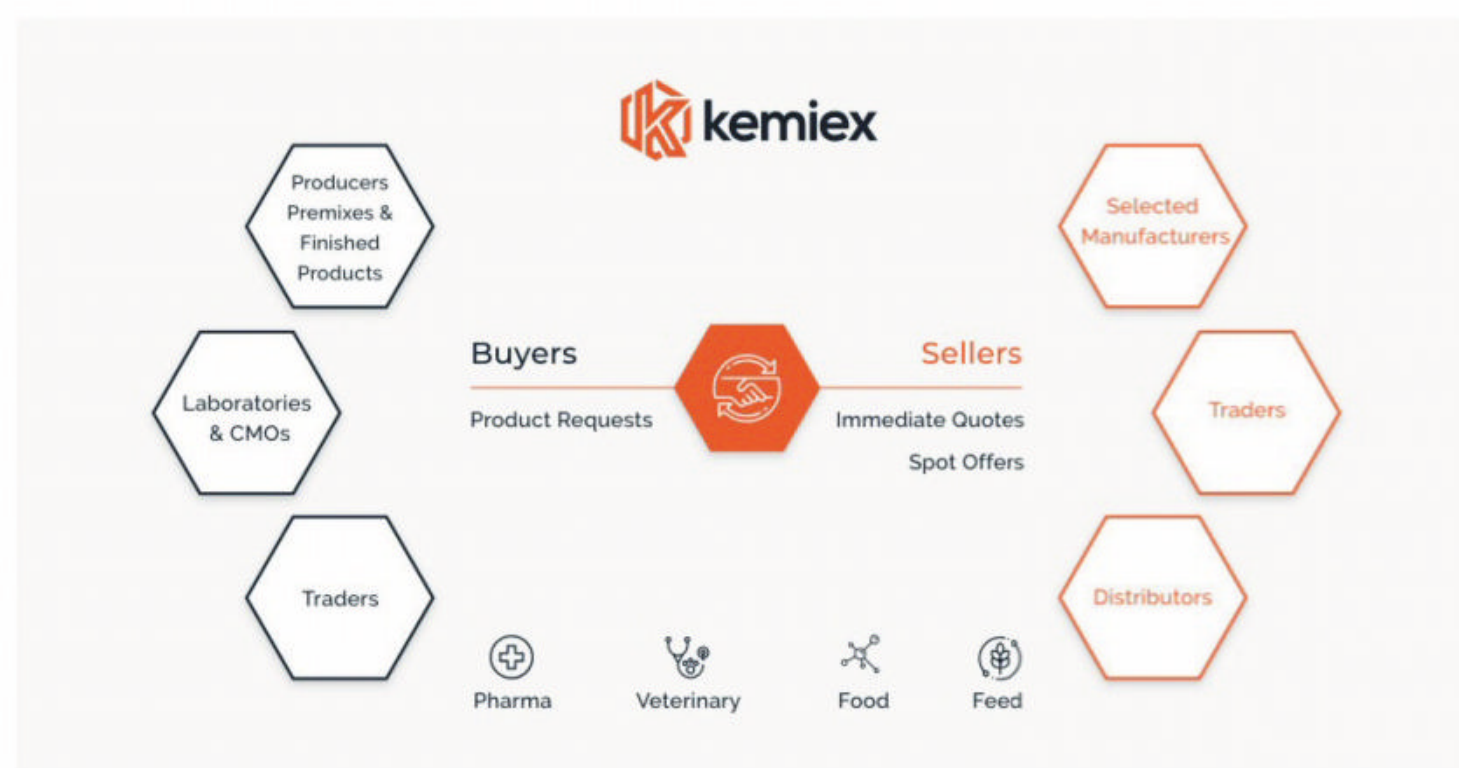 kemiex
Producers
Premixes &
Finished
Products
Laboratories
& CMOs
Traders
Buyers
Product Requests
Sellers
Immediate Quotes
Spot Offers
Selected
Manufacturers
Traders
Distributors
Pharma
Veterinary
Food
Feed